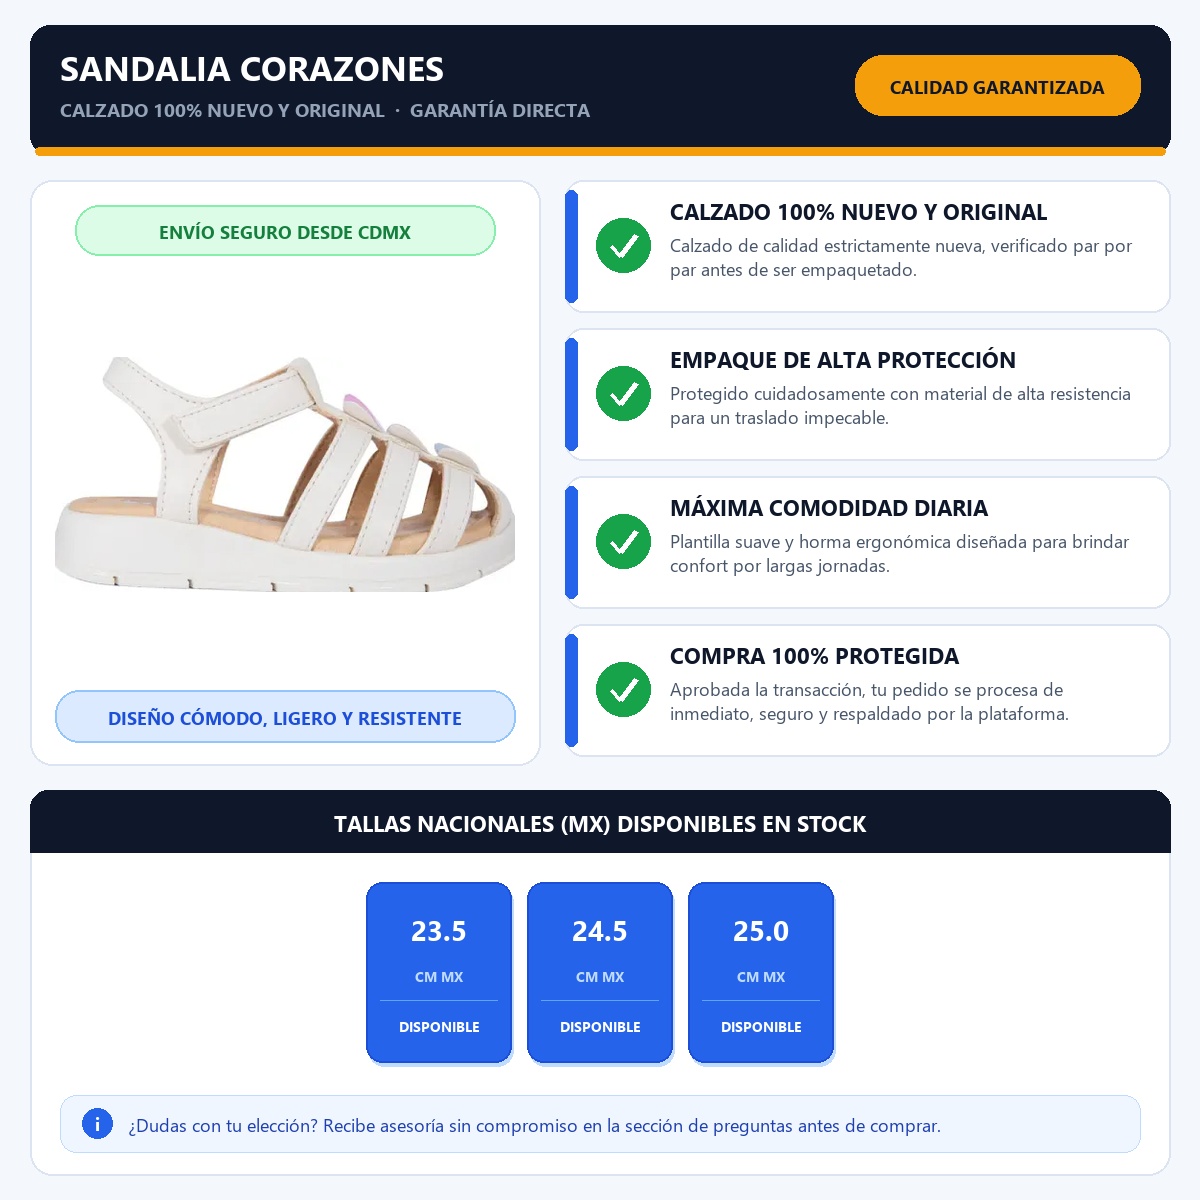 SANDALIA CORAZONES
CALZADO 100% NUEVO Y ORIGINAL · GARANTÍA DIRECTA
CALIDAD GARANTIZADA
ENVÍO SEGURO DESDE CDMX
DISEÑO CÓMODO, LIGERO Y RESISTENTE
CALZADO 100% NUEVO Y ORIGINAL
Calzado de calidad estrictamente nueva, verificado par por
par antes de ser empaquetado.
EMPAQUE DE ALTA PROTECCIÓN
Protegido cuidadosamente con material de alta resistencia
para un traslado impecable.
MÁXIMA COMODIDAD DIARIA
Plantilla suave y horma ergonómica diseñada para brindar
confort por largas jornadas.
COMPRA 100% PROTEGIDA
Aprobada la transacción, tu pedido se procesa de
inmediato, seguro y respaldado por la plataforma.
TALLAS NACIONALES (MX) DISPONIBLES EN STOCK
23.5
CM MX
DISPONIBLE
24.5
CM MX
DISPONIBLE
25.0
CM MX
DISPONIBLE
¿Dudas con tu elección? Recibe asesoría sin compromiso en la sección de preguntas antes de comprar.